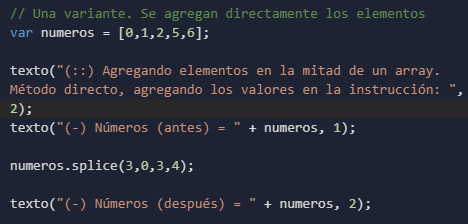 // Una variante. Se agregan directamente los elementos
var numeros = [0,1,2,5,6];
texto("(::) Agregando elementos en la mitad de un array.
Método directo, agregando los valores en la instrucción: ",
2);
texto("(-) Números (antes) = " + numeros, 1);
numeros.splice(3,0,3,4);
texto("(-) Números (después) = " + numeros, 2);